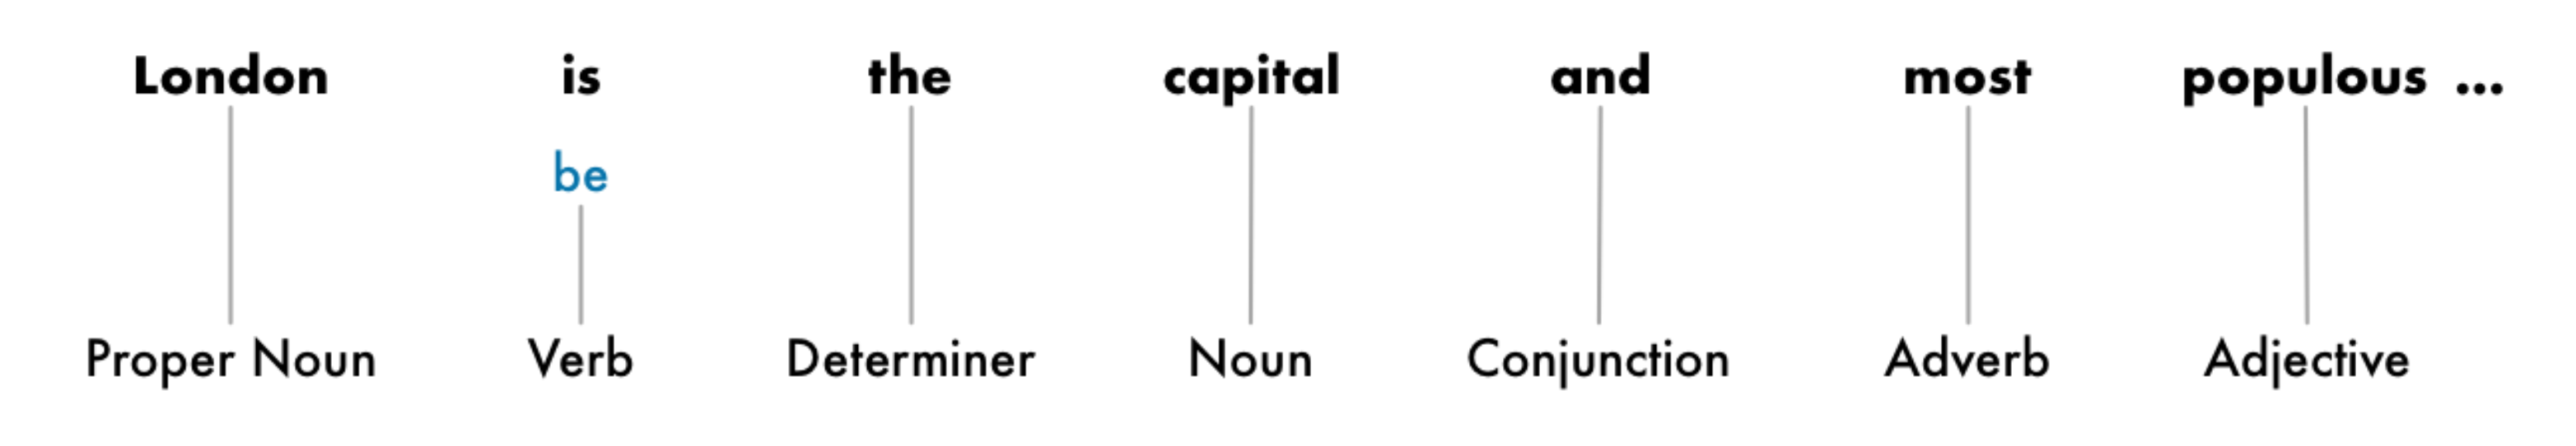 London is the capital and most populous ...
be
Proper Noun Verb Determiner Noun Conjunction Adverb Adjective